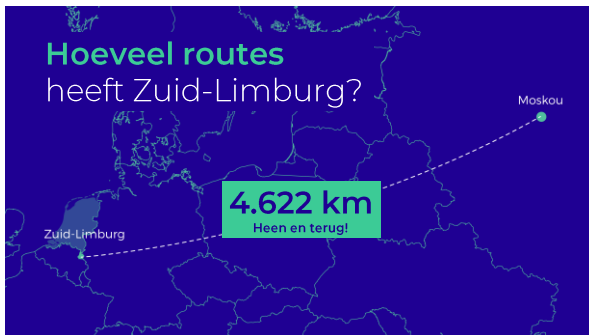 Hoeveel routes
heeft Zuid-Limburg?
Moskou
4.622 km
Heen en terug!
Zuid-Limburg